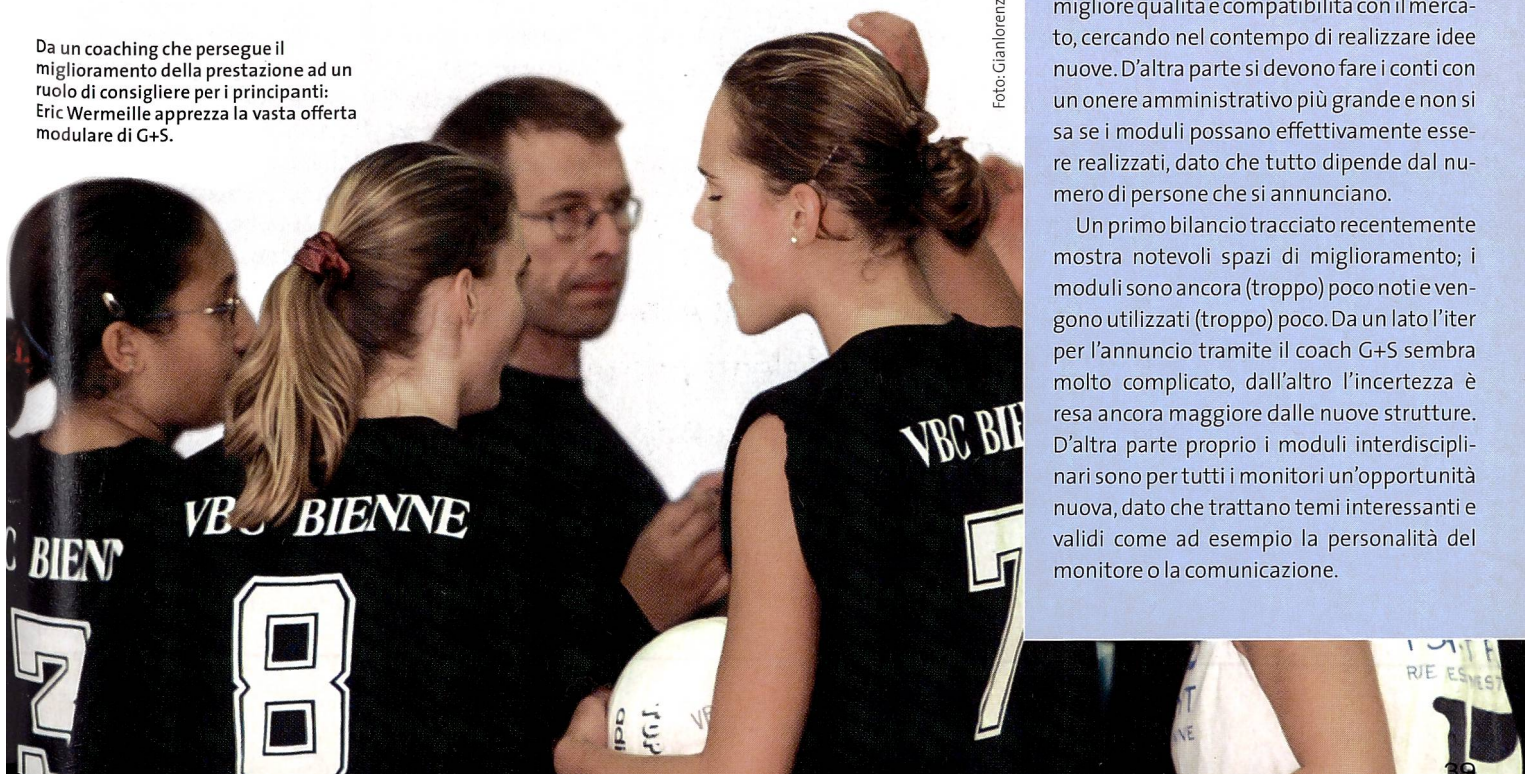 Da un coaching che persegue il
miglioramento della prestazione ad un
ruolo di consigliere per i principanti:
Eric Wermeille apprezza la vasta offerta
modulare di G+S.
Foto: Gianlorenz
migliore qualità e compatibilità con il merca-
to, cercando nel contempo di realizzare idee
nuove. D'altra parte si devono fare i conti con
un onere amministrativo più grande e non si
sa se i moduli possano effettivamente esse-
re realizzati, dato che tutto dipende dal nu-
mero di persone che si annunciano.
Un primo bilancio tracciato recentemente
mostra notevoli spazi di miglioramento; i
moduli sono ancora (troppo) poco noti e ven-
gono utilizzati (troppo) poco. Da un lato l'iter
per l'annuncio tramite il coach G+S sembra
molto complicato, dall'altro l'incertezza è
resa ancora maggiore dalle nuove strutture.
D'altra parte proprio i moduli interdiscipli-
nari sono per tutti i monitori un'opportunità
nuova, dato che trattano temi interessanti e
validi come ad esempio la personalità del
monitore o la comunicazione.
C BIENN
VBC BIENNE
8
VBC BIE
7
TOP
39